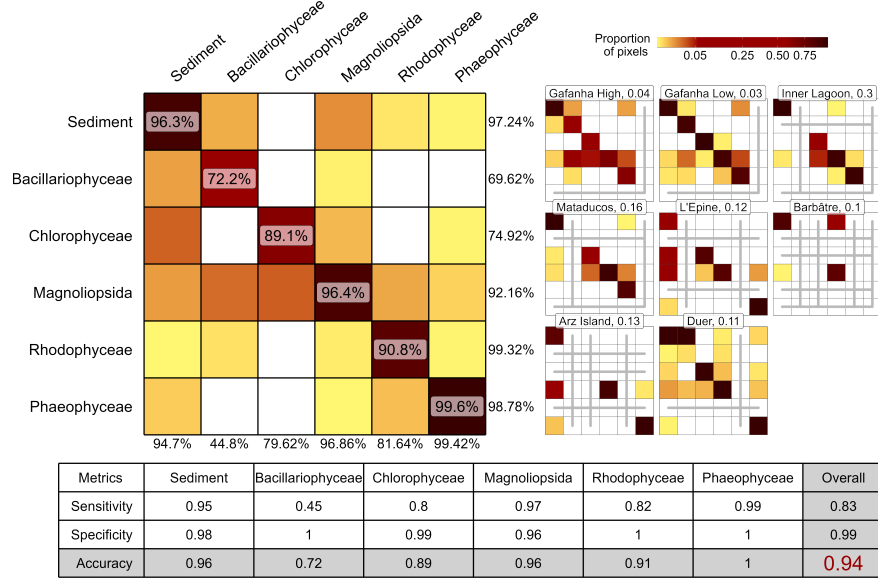 Proportion
of pixels
0.05 0.25 0.50 0.75
Sediment
Bacillariophyceae
Chlorophyceae
Magnoliopsida
Rhodophyceae
Phaeophyceae
Sediment 96.3% 97.24%
Bacillariophyceae 72.2% 69.62%
Chlorophyceae 89.1% 74.92%
Magnoliopsida 96.4% 92.16%
Rhodophyceae 90.8% 99.32%
Phaeophyceae 99.6% 98.78%
94.7% 44.8% 79.62% 96.86% 81.64% 99.42%
Gafanha High, 0.04 Gafanha Low, 0.03 Inner Lagoon, 0.3
Mataducos, 0.16 L'Epine, 0.12 Barbâtre, 0.1
Arz Island, 0.13 Duer, 0.11
Metrics Sediment Bacillariophyceae Chlorophyceae Magnoliopsida Rhodophyceae Phaeophyceae Overall
Sensitivity 0.95 0.45 0.8 0.97 0.82 0.99 0.83
Specificity 0.98 1 0.99 0.96 1 1 0.99
Accuracy 0.96 0.72 0.89 0.96 0.91 1 0.94